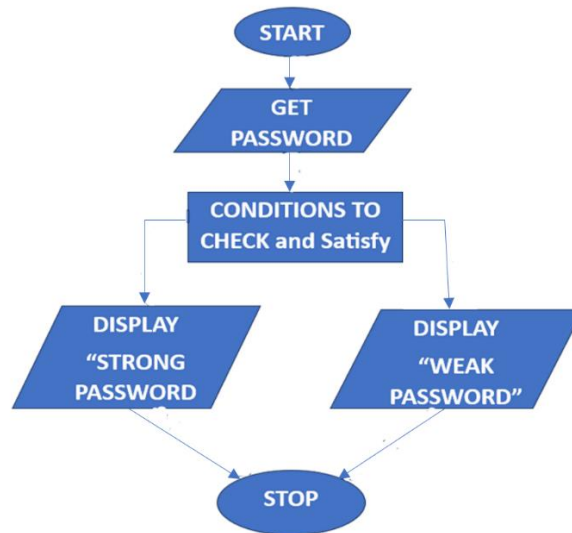 START
GET
PASSWORD
CONDITIONS TO
CHECK and Satisfy
DISPLAY
“STRONG
PASSWORD
DISPLAY
“WEAK
PASSWORD”
STOP